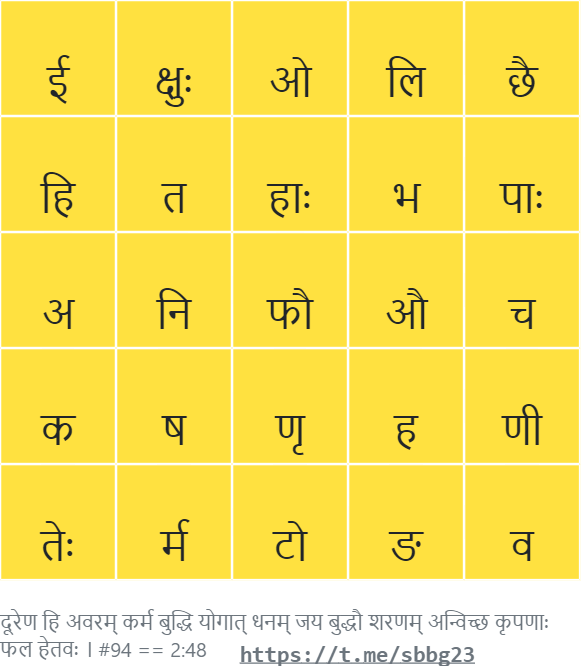 ई क्षुः ओ लि छै
हि त हाः भ पाः
अ नि फौ औ च
क ष णृ ह णी
तेः र्म टो ङ व
दूरेण हि अवरम् कर्म बुद्धि योगात् धनम् जय बुद्धौ शरणम् अन्विच्छ कृपणाः
फल हेतवः । #94 == 2:48 https://t.me/sbbg23